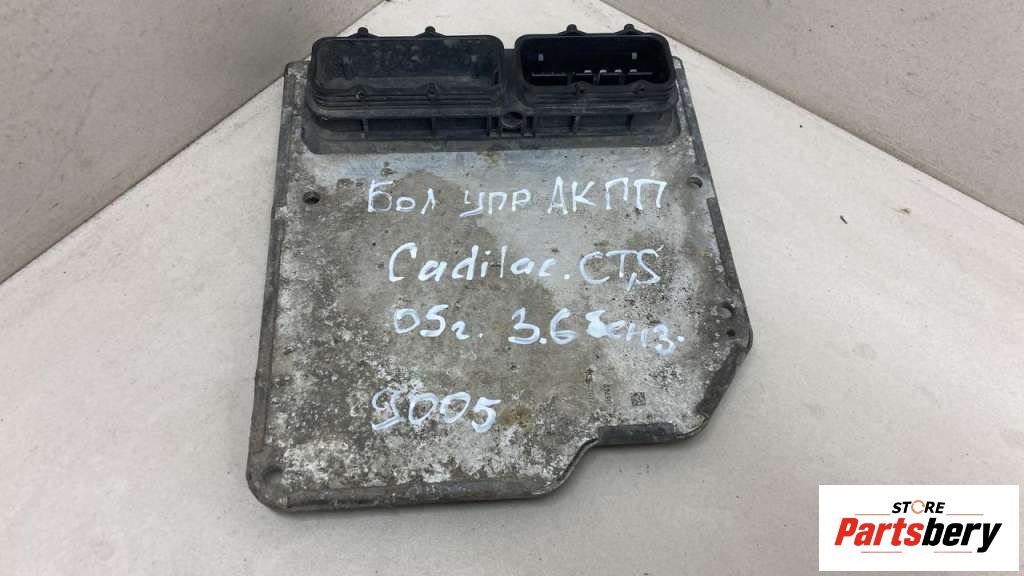 Бол упр АКПП
Cadilac. CTS
05г. 3.6 бенз.
9005
STORE
Partsbery